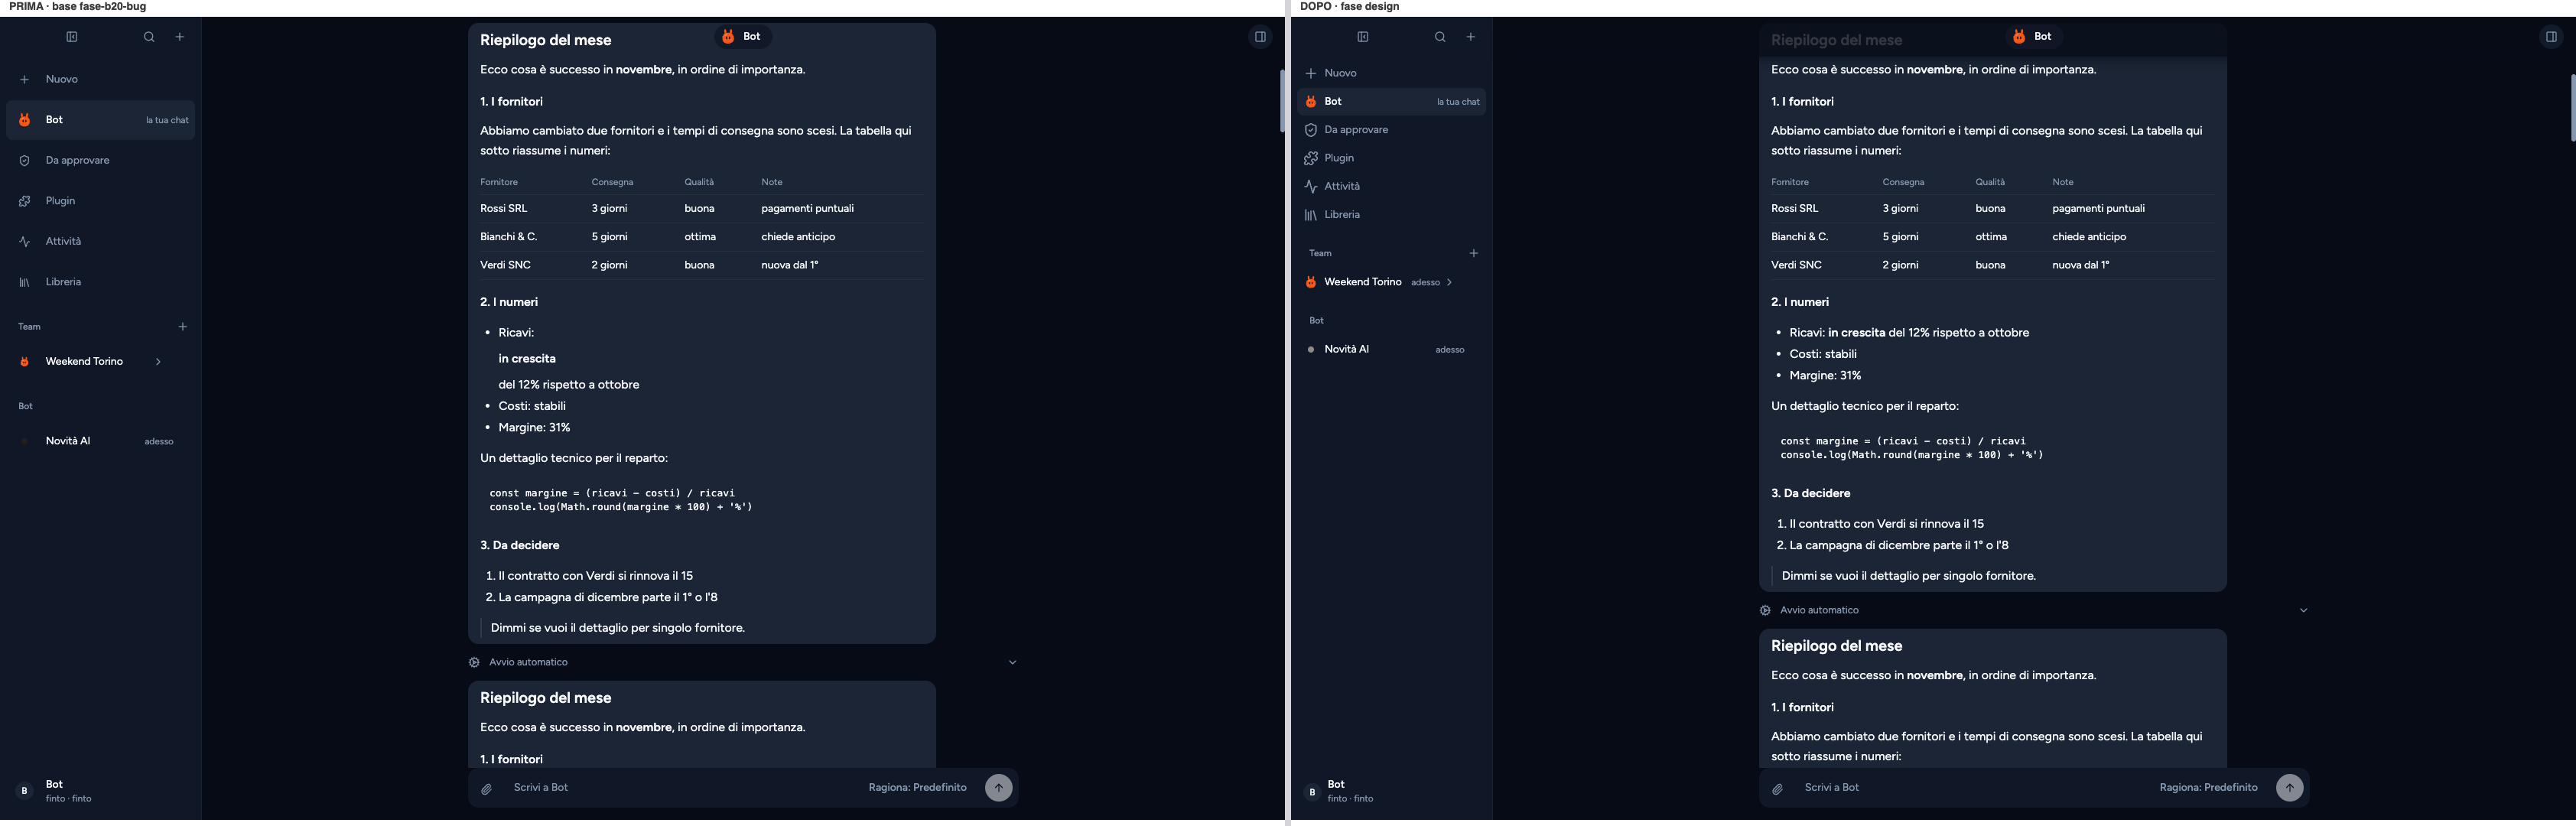 PRIMA · base fase-b20-bug
Nuovo
Bot
la tua chat
Da approvare
Plugin
Attività
Libreria
Team
Weekend Torino
Bot
Novità AI
adesso
B
Bot
finto · finto
Bot
Riepilogo del mese
Ecco cosa è successo in novembre, in ordine di importanza.
1. I fornitori
Abbiamo cambiato due fornitori e i tempi di consegna sono scesi. La tabella qui
sotto riassume i numeri:
Fornitore Consegna Qualità Note
Rossi SRL 3 giorni buona pagamenti puntuali
Bianchi & C. 5 giorni ottima chiede anticipo
Verdi SNC 2 giorni buona nuova dal 1°
2. I numeri
• Ricavi:
in crescita
del 12% rispetto a ottobre
• Costi: stabili
• Margine: 31%
Un dettaglio tecnico per il reparto:
const margine = (ricavi − costi) / ricavi
console.log(Math.round(margine * 100) + '%')
3. Da decidere
1. Il contratto con Verdi si rinnova il 15
2. La campagna di dicembre parte il 1° o l'8
Dimmi se vuoi il dettaglio per singolo fornitore.
Avvio automatico
Riepilogo del mese
Ecco cosa è successo in novembre, in ordine di importanza.
1. I fornitori
Scrivi a Bot
Ragiona: Predefinito
DOPO · fase design
Nuovo
Bot
la tua chat
Da approvare
Plugin
Attività
Libreria
Team
Weekend Torino
adesso
Bot
Novità AI
adesso
B
Bot
finto · finto
Bot
Riepilogo del mese
Ecco cosa è successo in novembre, in ordine di importanza.
1. I fornitori
Abbiamo cambiato due fornitori e i tempi di consegna sono scesi. La tabella qui
sotto riassume i numeri:
Fornitore Consegna Qualità Note
Rossi SRL 3 giorni buona pagamenti puntuali
Bianchi & C. 5 giorni ottima chiede anticipo
Verdi SNC 2 giorni buona nuova dal 1°
2. I numeri
• Ricavi: in crescita del 12% rispetto a ottobre
• Costi: stabili
• Margine: 31%
Un dettaglio tecnico per il reparto:
const margine = (ricavi − costi) / ricavi
console.log(Math.round(margine * 100) + '%')
3. Da decidere
1. Il contratto con Verdi si rinnova il 15
2. La campagna di dicembre parte il 1° o l'8
Dimmi se vuoi il dettaglio per singolo fornitore.
Avvio automatico
Riepilogo del mese
Ecco cosa è successo in novembre, in ordine di importanza.
1. I fornitori
Abbiamo cambiato due fornitori e i tempi di consegna sono scesi. La tabella qui
sotto riassume i numeri:
Scrivi a Bot
Ragiona: Predefinito